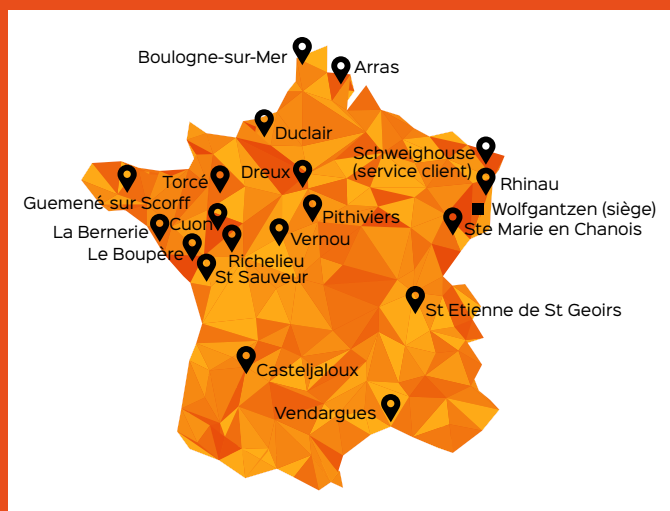 Boulogne-sur-Mer
Arras
Duclair
Schweighouse
(service client)
Dreux
Torcé
Rhinau
Guemené sur Scorff
Pithiviers
Wolfgantzen (siège)
Cuon
La Bernerie
Vernou
Ste Marie en Chanois
Le Boupère
Richelieu
St Sauveur
St Etienne de St Geoirs
Casteljaloux
Vendargues